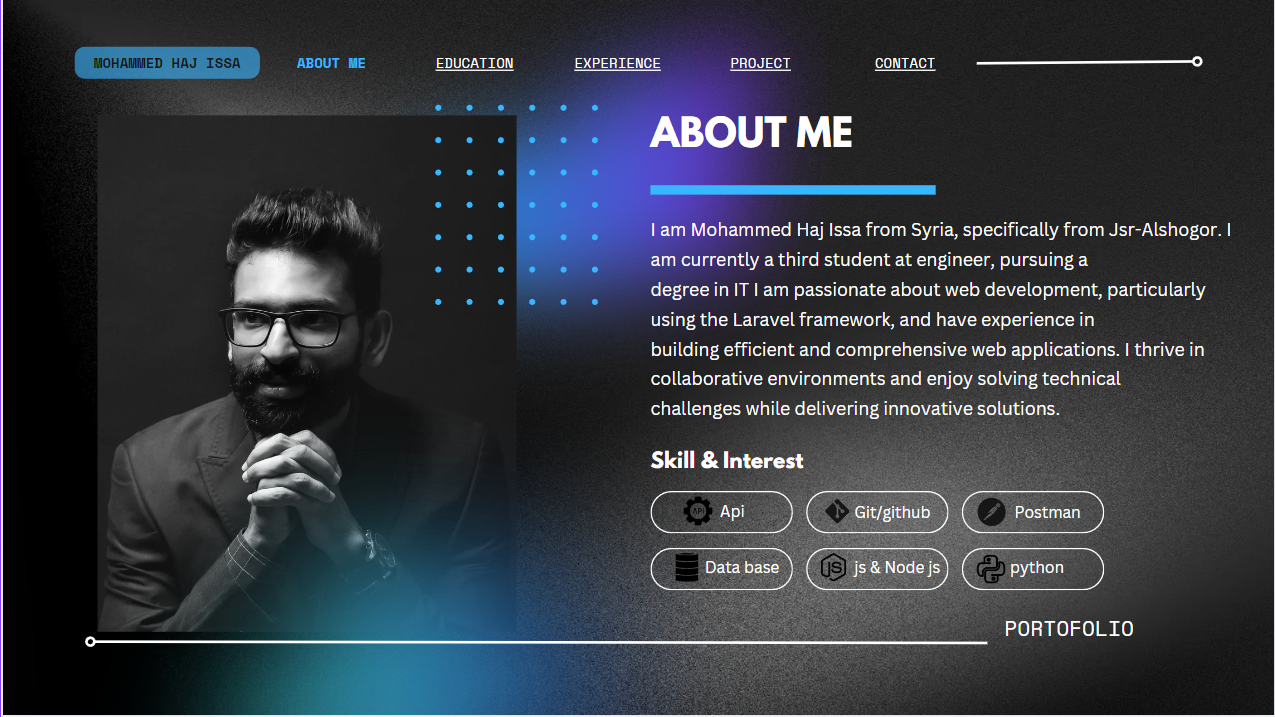 MOHAMMED HAJ ISSA ABOUT ME EDUCATION EXPERIENCE PROJECT CONTACT
ABOUT ME
I am Mohammed Haj Issa from Syria, specifically from Jsr-Alshogor. I
am currently a third student at engineer, pursuing a
degree in IT I am passionate about web development, particularly
using the Laravel framework, and have experience in
building efficient and comprehensive web applications. I thrive in
collaborative environments and enjoy solving technical
challenges while delivering innovative solutions.
Skill & Interest
API Api Git/github Postman
Data base JS js & Node js python
PORTOFOLIO